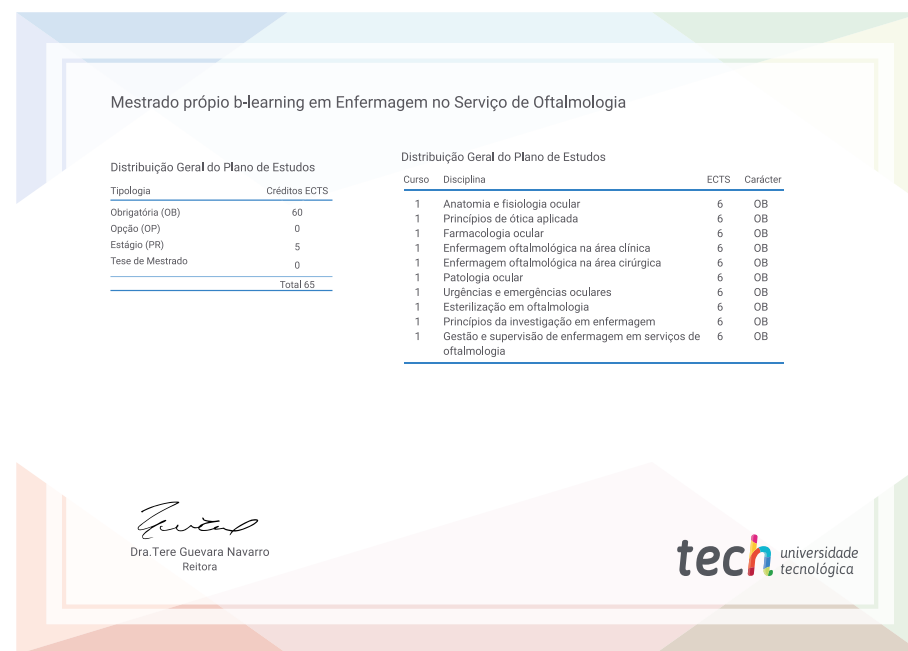 Mestrado própio b-learning em Enfermagem no Serviço de Oftalmologia
Distribuição Geral do Plano de Estudos
Tipologia Créditos ECTS
Obrigatória (OB) 60
Opção (OP) 0
Estágio (PR) 5
Tese de Mestrado 0
Total 65
Distribuição Geral do Plano de Estudos
Curso Disciplina ECTS Carácter
1 Anatomia e fisiologia ocular 6 OB
1 Princípios de ótica aplicada 6 OB
1 Farmacologia ocular 6 OB
1 Enfermagem oftalmológica na área clínica 6 OB
1 Enfermagem oftalmológica na área cirúrgica 6 OB
1 Patologia ocular 6 OB
1 Urgências e emergências oculares 6 OB
1 Esterilização em oftalmologia 6 OB
1 Princípios da investigação em enfermagem 6 OB
1 Gestão e supervisão de enfermagem em serviços de 6 OB
oftalmologia
Dra.Tere Guevara Navarro
Reitora
tech universidade
tecnológica